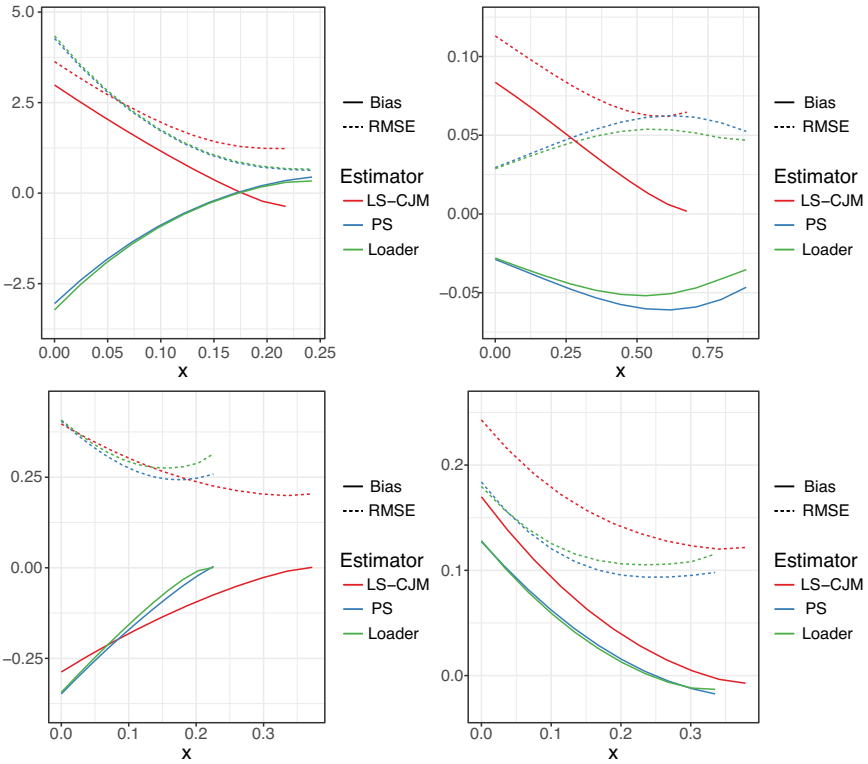 5.0
2.5
0.0
−2.5
0.00 0.05 0.10 0.15 0.20 0.25
x
Bias
RMSE
Estimator
LS−CJM
PS
Loader
0.10
0.05
0.00
−0.05
0.00 0.25 0.50 0.75
x
Bias
RMSE
Estimator
LS−CJM
PS
Loader
0.25
0.00
−0.25
0.0 0.1 0.2 0.3
x
Bias
RMSE
Estimator
LS−CJM
PS
Loader
0.2
0.1
0.0
0.0 0.1 0.2 0.3
x
Bias
RMSE
Estimator
LS−CJM
PS
Loader